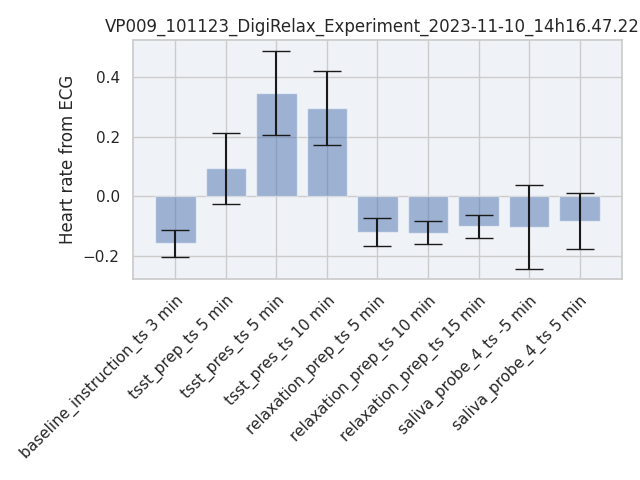 VP009_101123_DigiRelax_Experiment_2023-11-10_14h16.47.22
Heart rate from ECG
0.4
0.2
0.0
−0.2
baseline_instruction_ts 3 min
tsst_prep_ts 5 min
tsst_pres_ts 5 min
tsst_pres_ts 10 min
relaxation_prep_ts 5 min
relaxation_prep_ts 10 min
relaxation_prep_ts 15 min
saliva_probe_4_ts -5 min
saliva_probe_4_ts 5 min